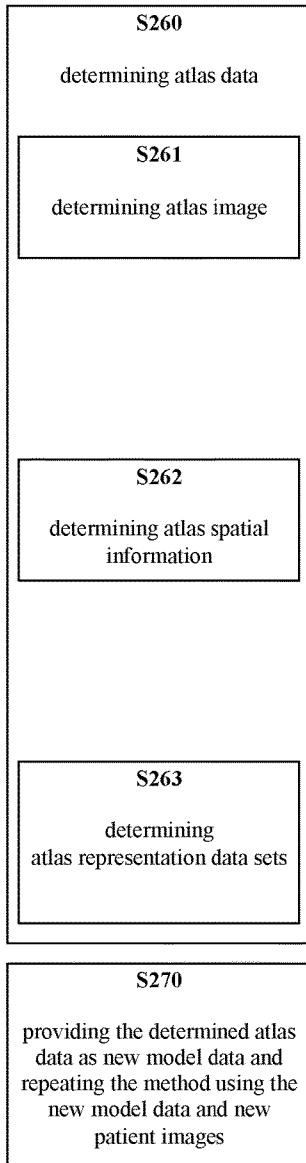 S260
determining atlas data
S261
determining atlas image
S262
determining atlas spatial
information
S263
determining
atlas representation data sets
S270
providing the determined atlas
data as new model data and
repeating the method using the
new model data and new
patient images